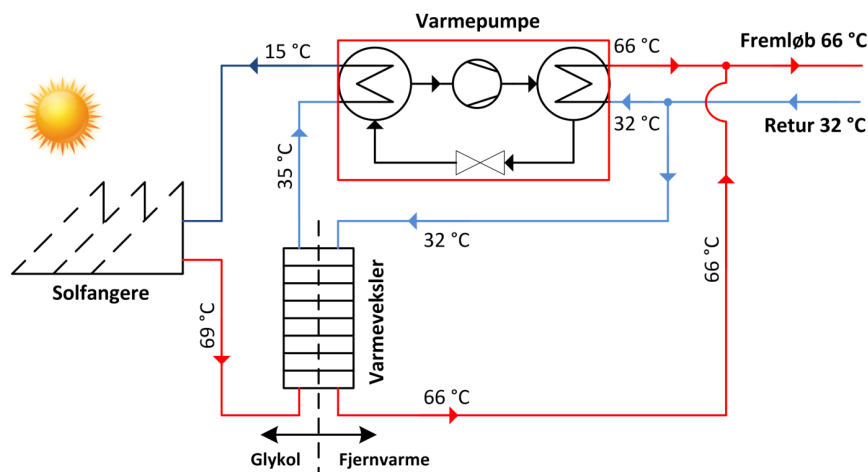 Varmepumpe
15 °C
66 °C
Fremløb 66 °C
32 °C
Retur 32 °C
35 °C
32 °C
66 °C
Solfangere
69 °C
Varmeveksler
66 °C
Glykol
Fjernvarme